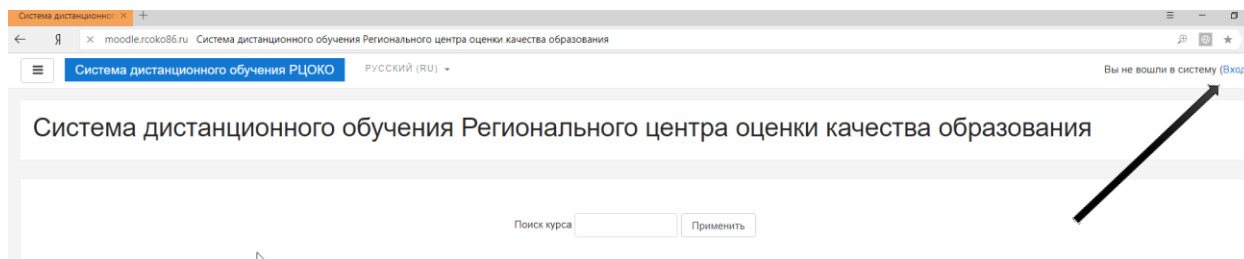 Система дистанционног
Я moodle.rcoko86.ru Система дистанционного обучения Регионального центра оценки качества образования
Система дистанционного обучения РЦОКО РУССКИЙ (RU) Вы не вошли в систему (Вход
Система дистанционного обучения Регионального центра оценки качества образования
Поиск курса Применить